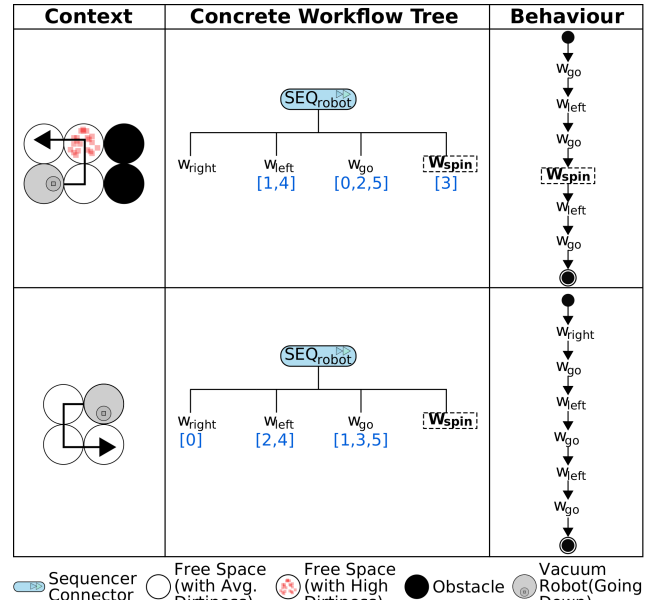 Context Concrete Workflow Tree Behaviour
SEQrobot
wright wleft wgo Wspin
[1,4] [0,2,5] [3]
wgo
wleft
wgo
Wspin
wleft
wgo
SEQrobot
wright wleft wgo Wspin
[0] [2,4] [1,3,5]
wright
wgo
wleft
wgo
wleft
wgo
Sequencer
Connector
Free Space
(with Avg.
Dirtiness)
Free Space
(with High
Dirtiness)
Obstacle
Vacuum
Robot(Going
Down)